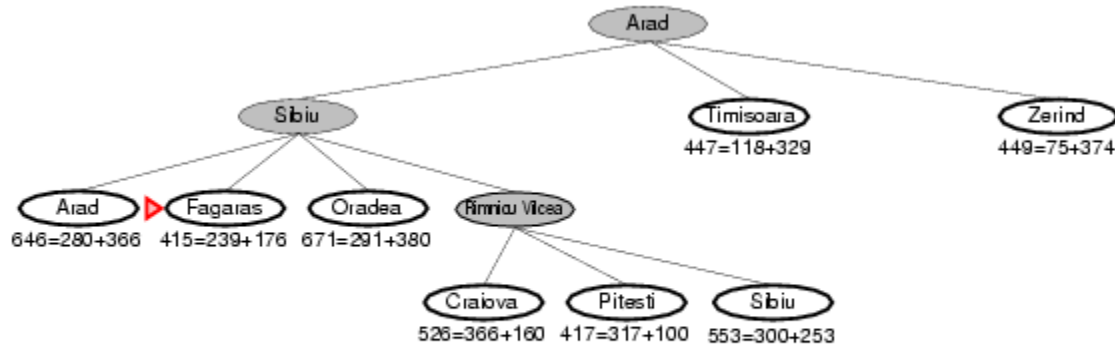 Arad
Sibiu
Timisoara
Zerind
447=118+329
449=75+374
Arad
Fagaras
Oradea
Rimnicu Vilcea
646=280+366
415=239+176
671=291+380
Craiova
Pitesti
Sibiu
526=366+160
417=317+100
553=300+253